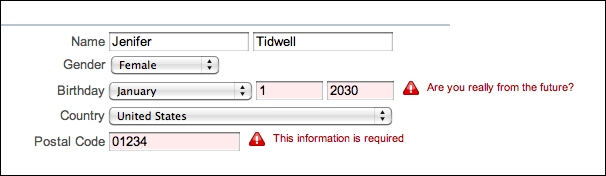 Name Jenifer Tidwell
Gender Female
Birthday January 1 2030 Are you really from the future?
Country United States
Postal Code 01234 This information is required